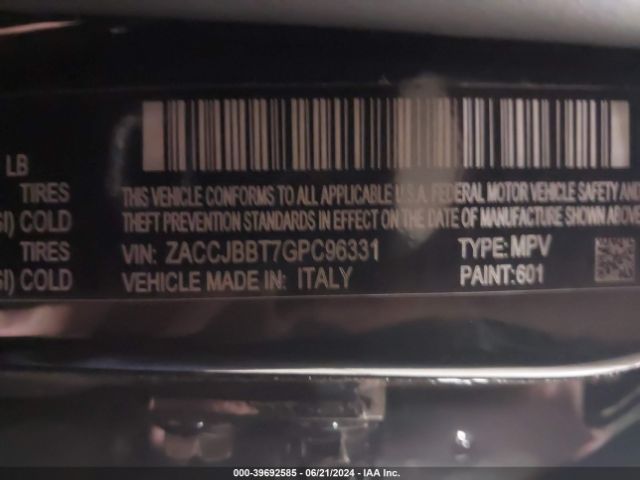 LB
TIRES THIS VEHICLE CONFORMS TO ALL APPLICABLE U.S.A. FEDERAL MOTOR VEHICLE SAFETY AND
SI) COLD THEFT PREVENTION STANDARDS IN EFFECT ON THE DATE OF MANUFACTURE SHOWN ABOV
TIRES VIN: ZACCJBBT7GPC96331 TYPE: MPV
SI) COLD VEHICLE MADE IN: ITALY PAINT: 601
000-39692585 - 06/21/2024 - IAA Inc.